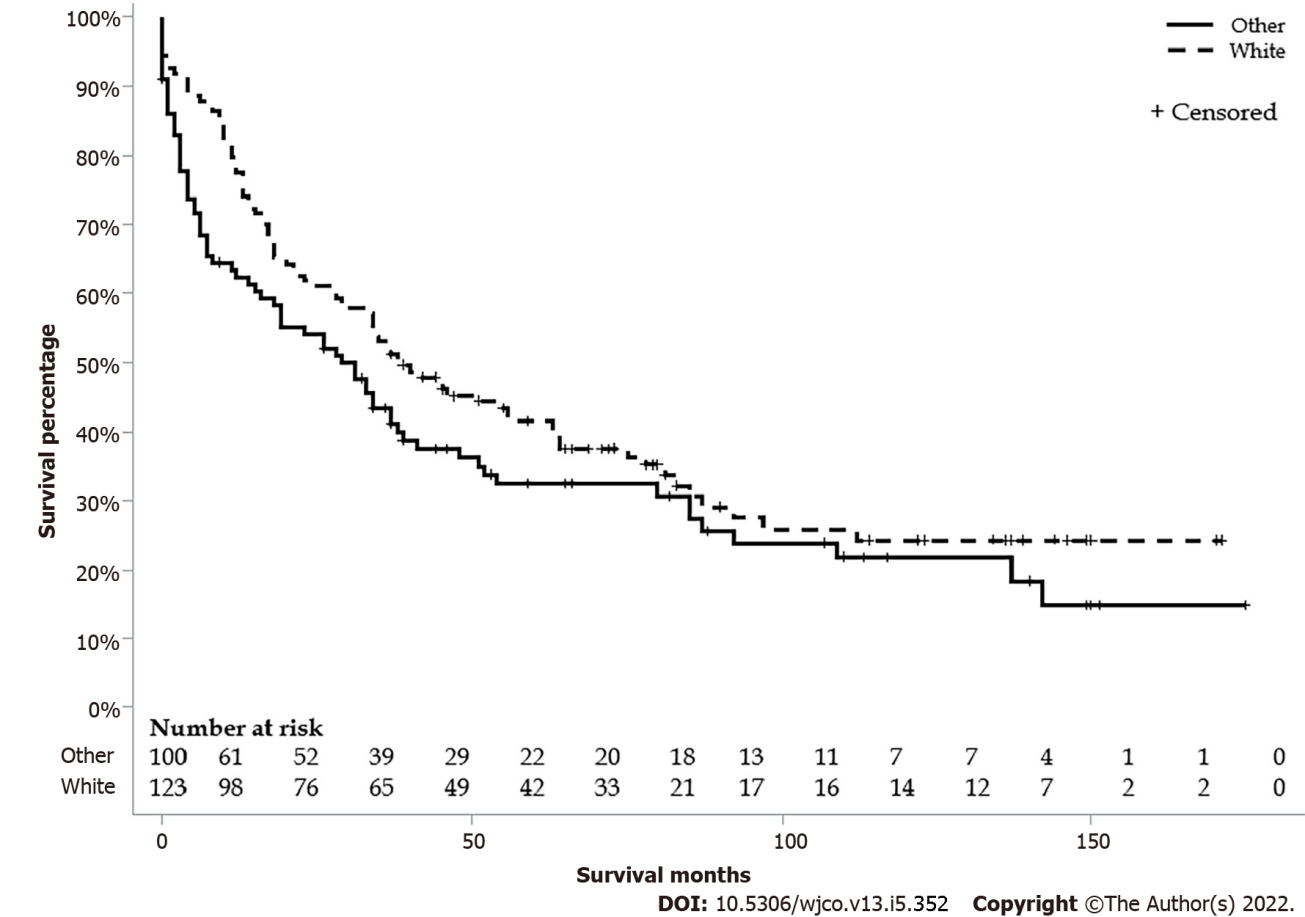 100%
90%
80%
70%
60%
50%
40%
30%
20%
10%
0%
Survival percentage
Other
White
+ Censored
Number at risk
Other 100 61 52 39 29 22 20 18 13 11 7 7 4 1 1 0
White 123 98 76 65 49 42 33 21 17 16 14 12 7 2 2 0
0 50 100 150
Survival months
DOI: 10.5306/wjco.v13.i5.352 Copyright ©The Author(s) 2022.